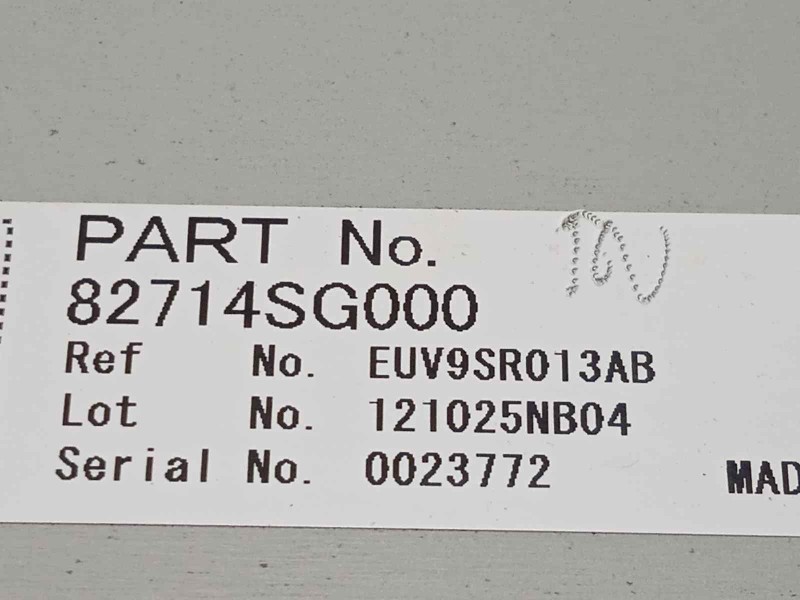 PART No.
82714SG000
Ref No. EUV9SR013AB
Lot No. 121025NB04
Serial No. 0023772
MAD